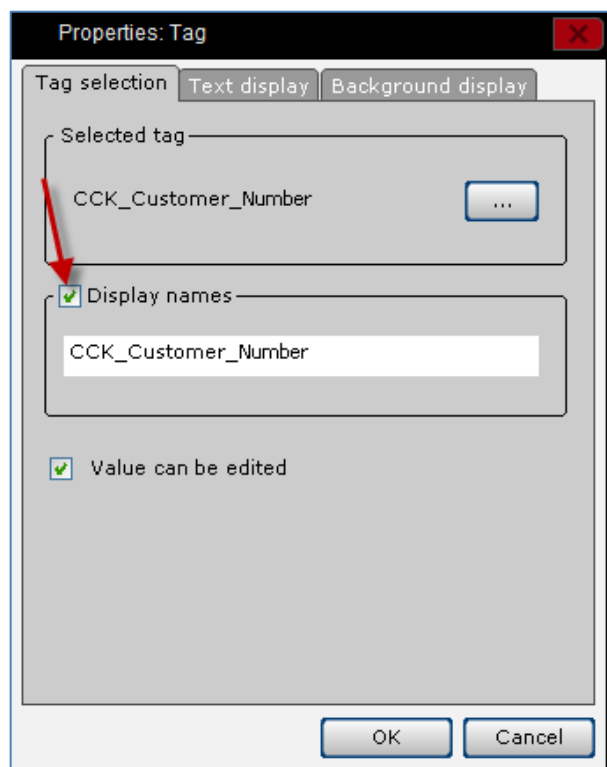 Properties: Tag
Tag selection Text display Background display
Selected tag
CCK_Customer_Number ...
Display names
CCK_Customer_Number
Value can be edited
OK Cancel